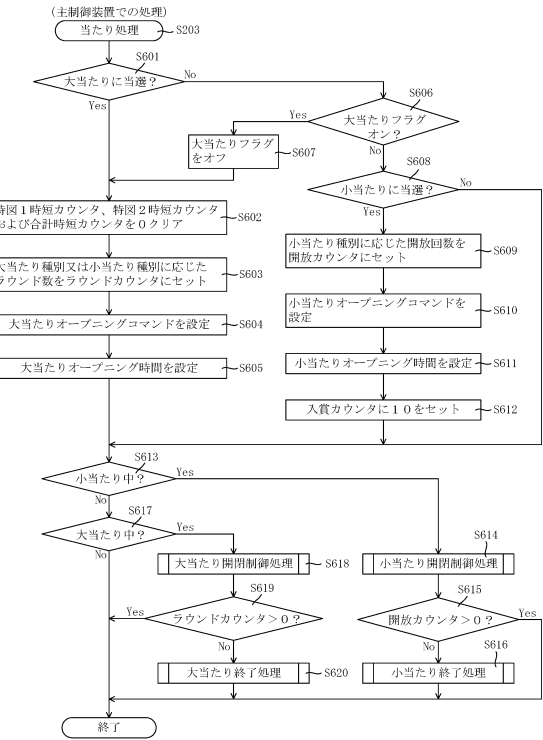 (主制御装置での処理)
当たり処理
S203
S601
大当たりに当選?
No
Yes
S606
大当たりフラグ
オン?
Yes
No
大当たりフラグ
をオフ
S607
S608
小当たりに当選?
No
Yes
特図1時短カウンタ、特図2時短カウンタ
および合計時短カウンタを0クリア
S602
小当たり種別に応じた開放回数を
開放カウンタにセット
S609
大当たり種別又は小当たり種別に応じた
ラウンド数をラウンドカウンタにセット
S603
小当たりオープニングコマンドを
設定
S610
大当たりオープニングコマンドを設定
S604
小当たりオープニング時間を設定
S611
大当たりオープニング時間を設定
S605
入賞カウンタに10をセット
S612
S613
小当たり中?
Yes
No
S617
大当たり中?
Yes
No
S614
大当たり開閉制御処理
S618
小当たり開閉制御処理
S619
ラウンドカウンタ>0?
Yes
No
S615
開放カウンタ>0?
Yes
No
S616
大当たり終了処理
S620
小当たり終了処理
終了